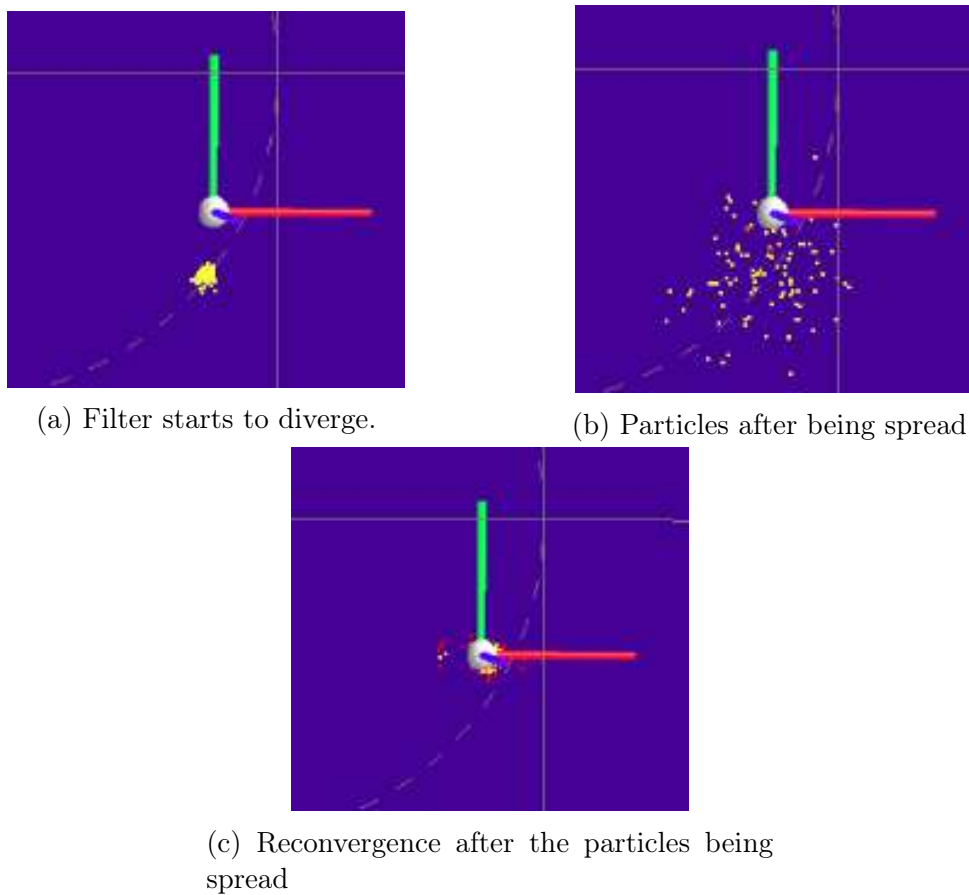 (a) Filter starts to diverge.
(b) Particles after being spread
(c) Reconvergence after the particles being
spread